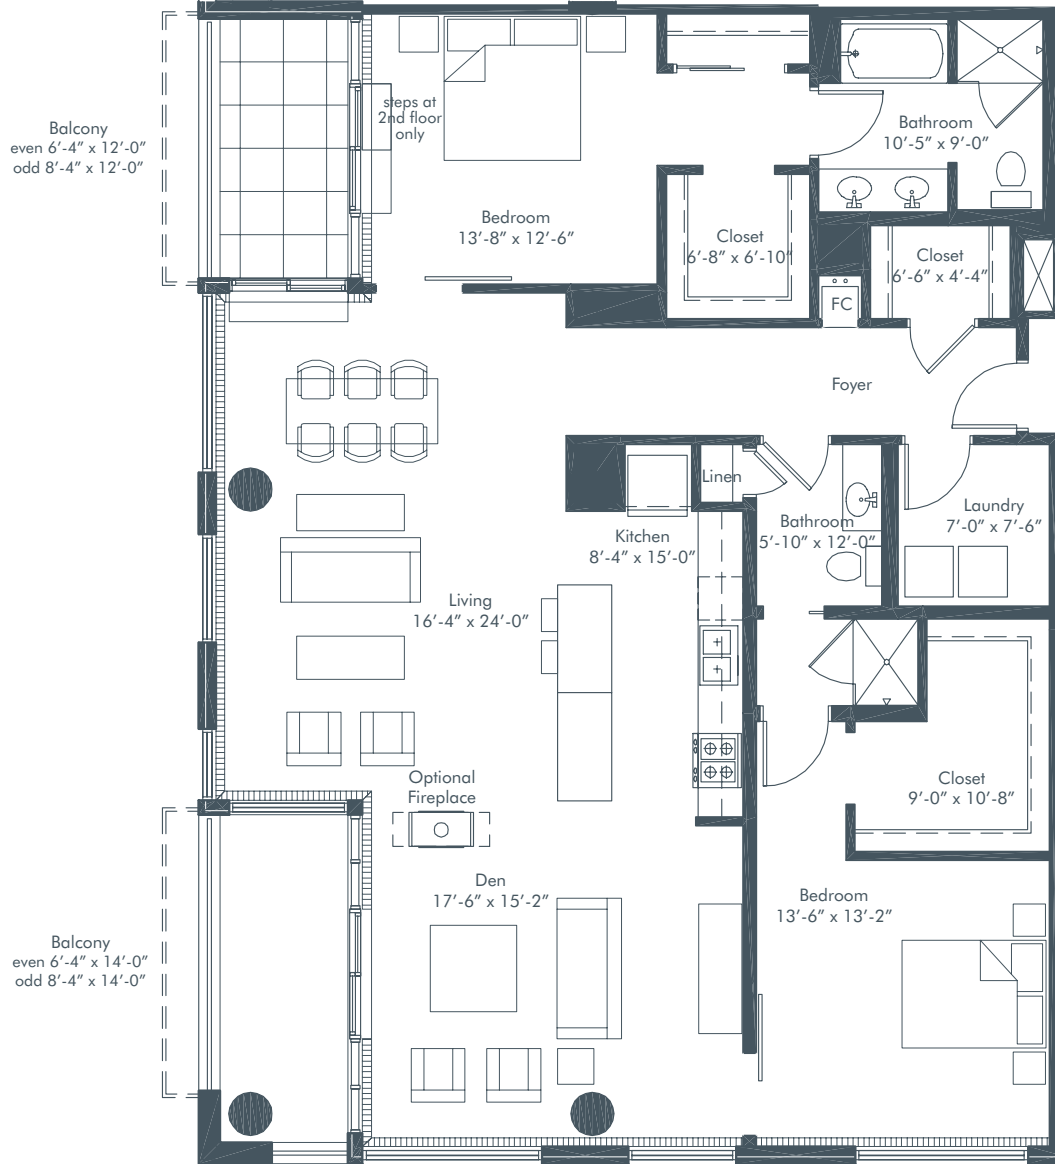 steps at
2nd floor
only
Balcony
even 6’-4” x 12’-0”
odd 8’-4” x 12’-0”
Bathroom
10’-5” x 9’-0”
Bedroom
13’-8” x 12’-6”
Closet
6’-8” x 6’-10”
Closet
6’-6” x 4’-4”
FC
Foyer
Linen
Laundry
7’-0” x 7’-6”
Bathroom
5’-10” x 12’-0”
Kitchen
8’-4” x 15’-0”
Living
16’-4” x 24’-0”
Optional
Fireplace
Closet
9’-0” x 10’-8”
Den
17’-6” x 15’-2”
Bedroom
13’-6” x 13’-2”
Balcony
even 6’-4” x 14’-0”
odd 8’-4” x 14’-0”